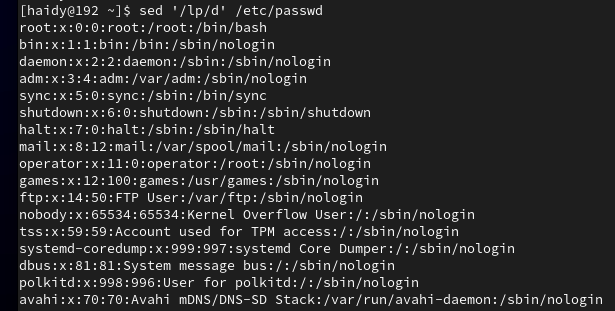 [haidy@192 ~]$ sed '/lp/d' /etc/passwd
root:x:0:0:root:/root:/bin/bash
bin:x:1:1:bin:/bin:/sbin/nologin
daemon:x:2:2:daemon:/sbin:/sbin/nologin
adm:x:3:4:adm:/var/adm:/sbin/nologin
sync:x:5:0:sync:/sbin:/bin/sync
shutdown:x:6:0:shutdown:/sbin:/sbin/shutdown
halt:x:7:0:halt:/sbin:/sbin/halt
mail:x:8:12:mail:/var/spool/mail:/sbin/nologin
operator:x:11:0:operator:/root:/sbin/nologin
games:x:12:100:games:/usr/games:/sbin/nologin
ftp:x:14:50:FTP User:/var/ftp:/sbin/nologin
nobody:x:65534:65534:Kernel Overflow User:/:/sbin/nologin
tss:x:59:59:Account used for TPM access:/:/sbin/nologin
systemd-coredump:x:999:997:systemd Core Dumper:/:/sbin/nologin
dbus:x:81:81:System message bus:/:/sbin/nologin
polkitd:x:998:996:User for polkitd:/:/sbin/nologin
avahi:x:70:70:Avahi mDNS/DNS-SD Stack:/var/run/avahi-daemon:/sbin/nologin